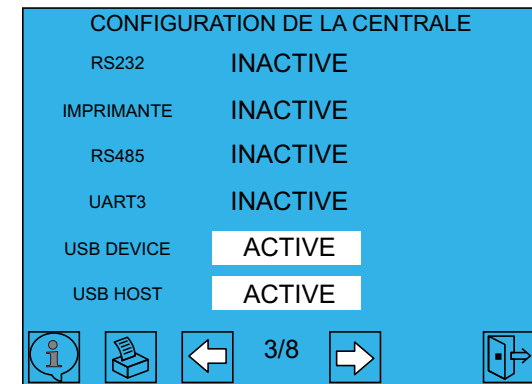 CONFIGURATION DE LA CENTRALE
RS232 INACTIVE
IMPRIMANTE INACTIVE
RS485 INACTIVE
UART3 INACTIVE
USB DEVICE ACTIVE
USB HOST ACTIVE
i 3/8